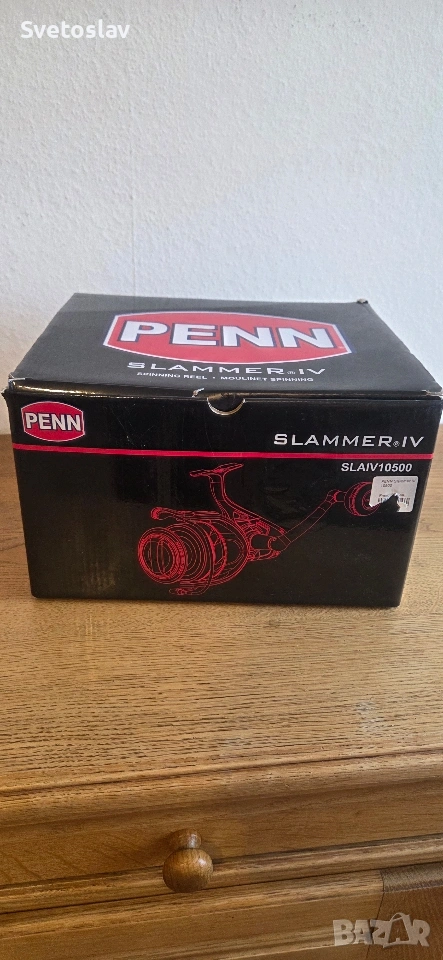 Svetoslav
PENN
SLAMMER®IV
SPINNING REEL • MOULINET SPINNING
PENN
SLAMMER®IV
SLAIV10500
BAZAR